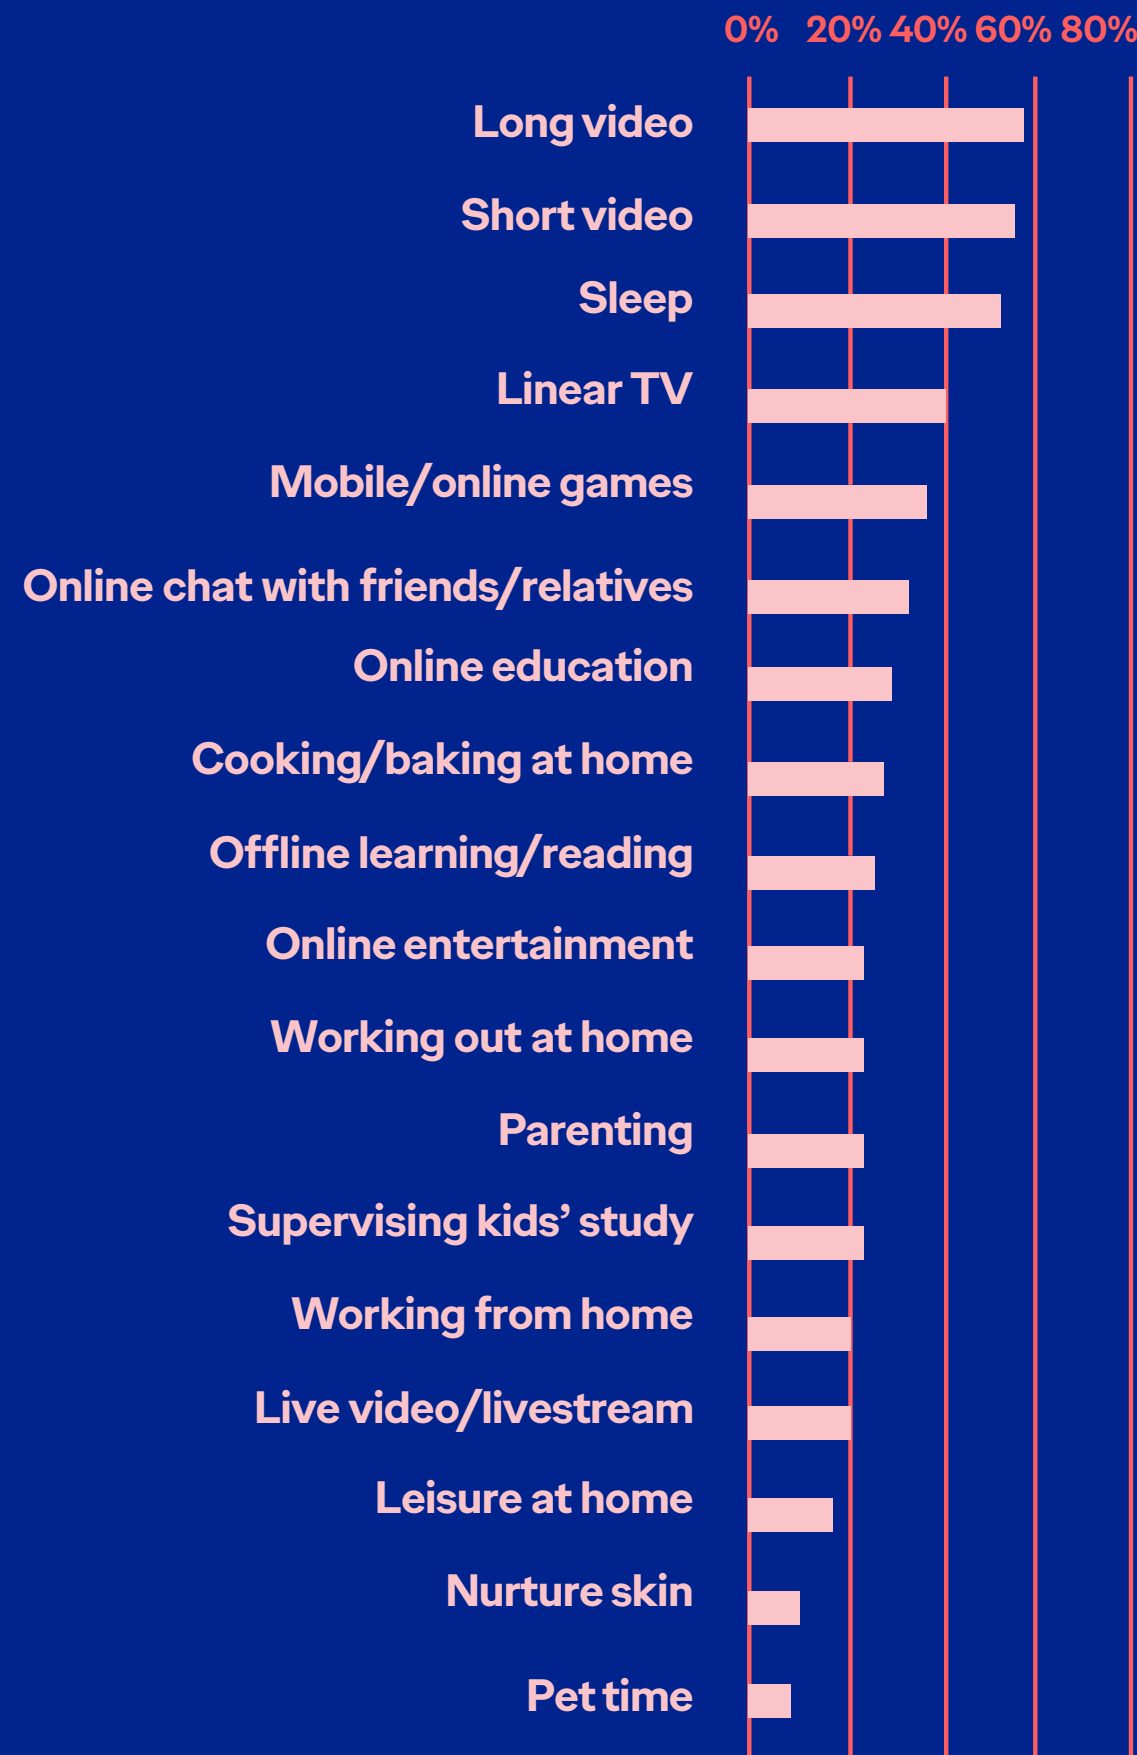 0% 20% 40% 60% 80%
Long video
Short video
Sleep
Linear TV
Mobile/online games
Online chat with friends/relatives
Online education
Cooking/baking at home
Offline learning/reading
Online entertainment
Working out at home
Parenting
Supervising kids’ study
Working from home
Live video/livestream
Leisure at home
Nurture skin
Pet time